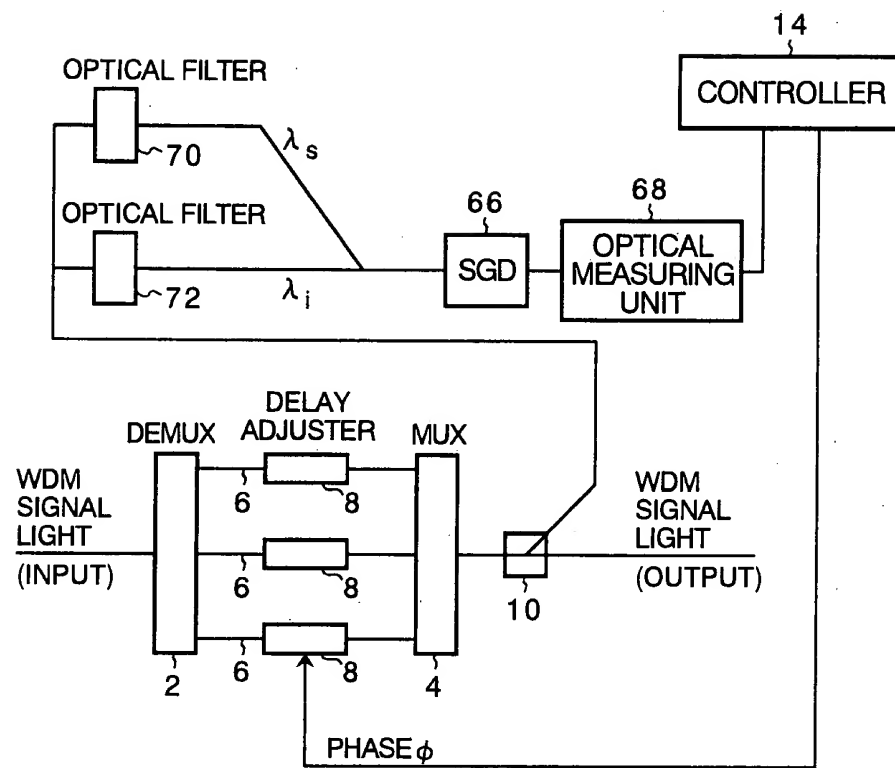 14
OPTICAL FILTER
CONTROLLER
70
λs
OPTICAL FILTER
66
68
SGD
OPTICAL
MEASURING
UNIT
72
λi
DELAY
ADJUSTER
DEMUX
MUX
WDM
SIGNAL
LIGHT
(INPUT)
6
8
6
8
6
8
2
4
10
WDM
SIGNAL
LIGHT
(OUTPUT)
PHASE ϕ